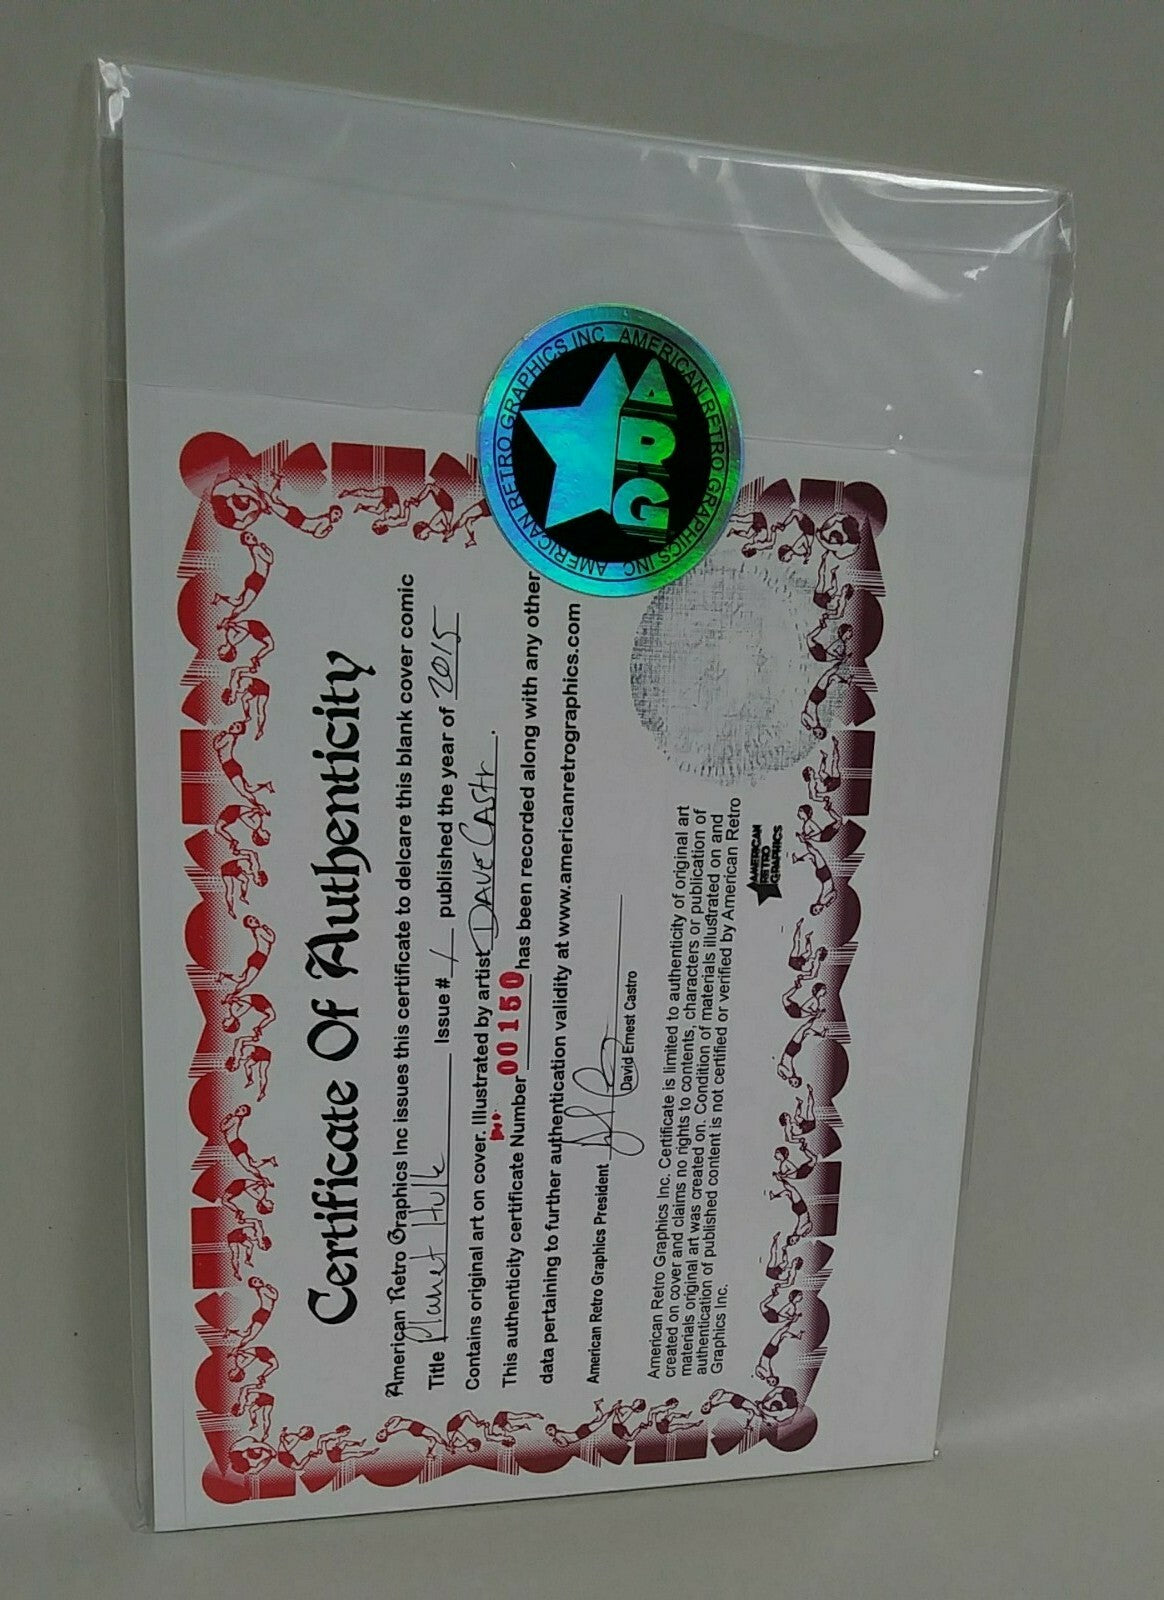 Certificate Of Authenticity
American Retro Graphics Inc issues this certificate to delcare this blank cover comic
Title Planet Hulk Issue # 1 published the year of 2015
Contains original art on cover. Illustrated by artist Dave Castr.
This authenticity certificate Number 00150 has been recorded along with any other
data pertaining to further authentication validity at www.americanretrographics.com
American Retro Graphics President
David Ernest Castro
American Retro Graphics Inc. Certificate is limited to authenticity of original art
created on cover and claims no rights to contents, characters or publication of
materials original art was created on. Condition of materials illustrated on and
authentication of published content is not certified or verified by American Retro
Graphics Inc.
AMERICAN
RETRO
GRAPHICS
AMERICAN RETRO GRAPHICS INC AMERICAN RETRO GRAPHICS INC
ARG